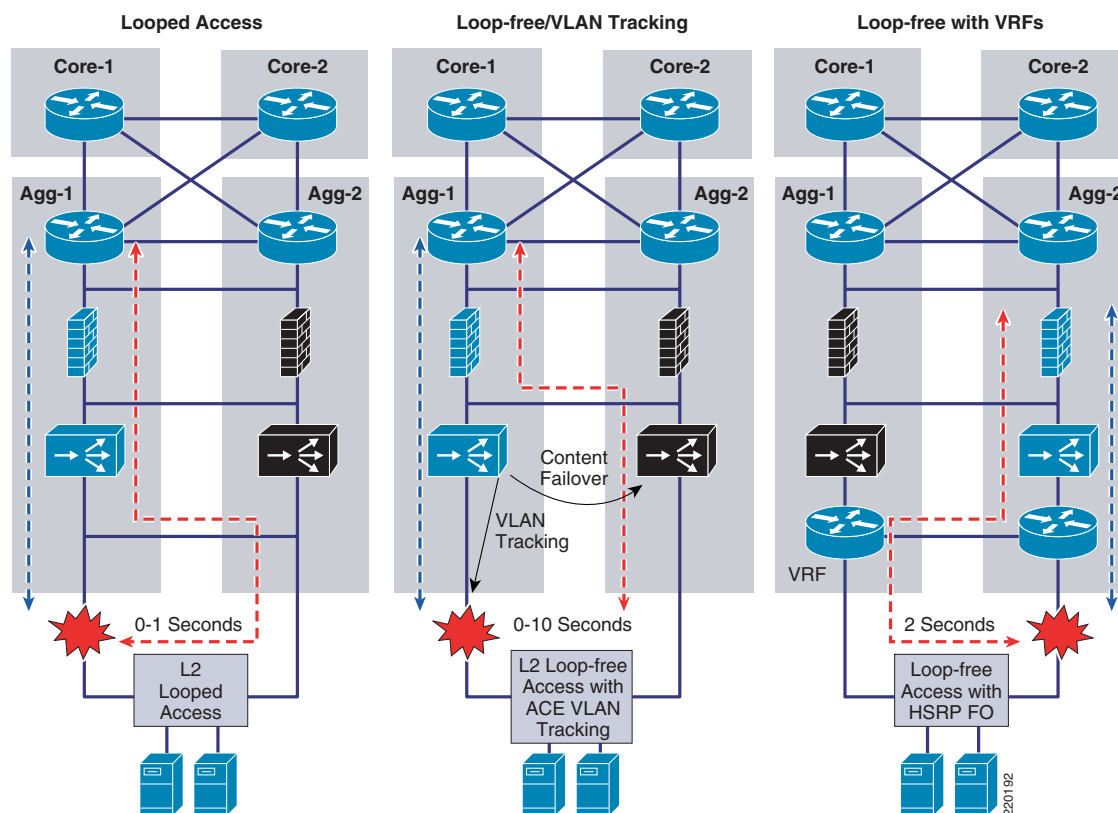 Looped Access
Core-1
Core-2
Agg-1
Agg-2
0-1 Seconds
L2
Looped
Access
Loop-free/VLAN Tracking
Core-1
Core-2
Agg-1
Agg-2
Content
Failover
VLAN
Tracking
0-10 Seconds
L2 Loop-free
Access with
ACE VLAN
Tracking
Loop-free with VRFs
Core-1
Core-2
Agg-1
Agg-2
VRF
2 Seconds
Loop-free
Access with
HSRP FO
220192